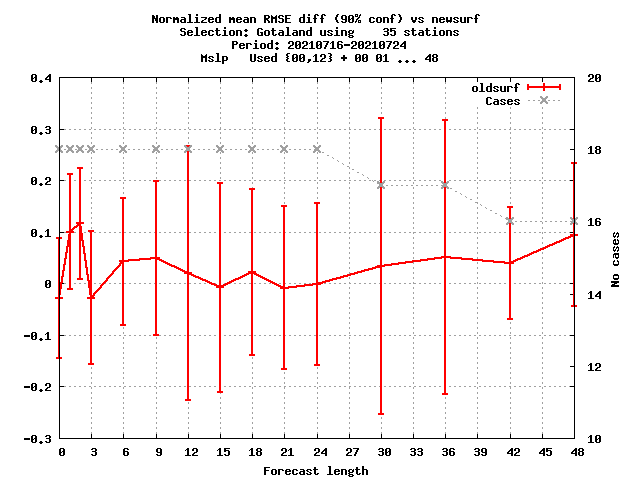 Normalized mean RMSE diff (90% conf) vs newsurf
Selection: Gotaland using    35 stations
Period: 20210716-20210724
Mslp   Used {00,12} + 00 01 ... 48
oldsurf
Cases
0.4
0.3
0.2
0.1
0
-0.1
-0.2
-0.3
20
18
16
14
12
10
No cases
0 3 6 9 12 15 18 21 24 27 30 33 36 39 42 45 48
Forecast length